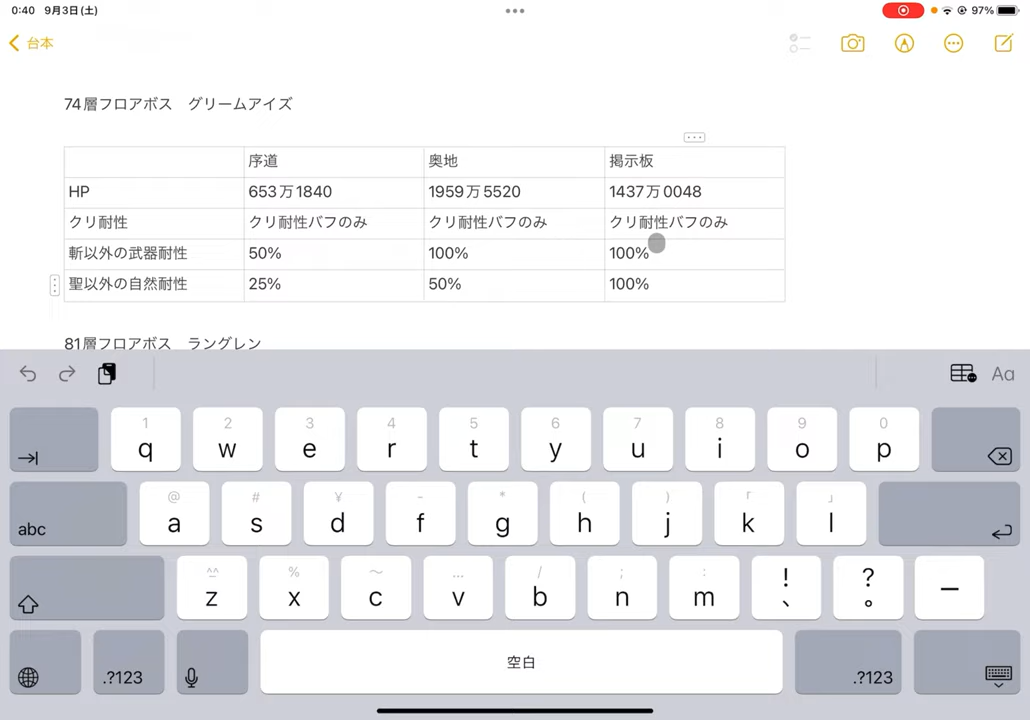 0:40 9月3日(土)
97%
台本
74層フロアボス グリームアイズ
序道 奥地 掲示板
HP 653万1840 1959万5520 1437万0048
クリ耐性 クリ耐性バフのみ クリ耐性バフのみ クリ耐性バフのみ
斬以外の武器耐性 50% 100% 100%
聖以外の自然耐性 25% 50% 100%
81層フロアボス ラングレン
Aa
1 2 3 4 5 6 7 8 9 0
q w e r t y u i o p
@ # ¥ - * ( ) 「 」
abc a s d f g h j k l
^^ % 〜 … / ; : ! ?
z x c v b n m 、 。 ー
.?123 空白 .?123